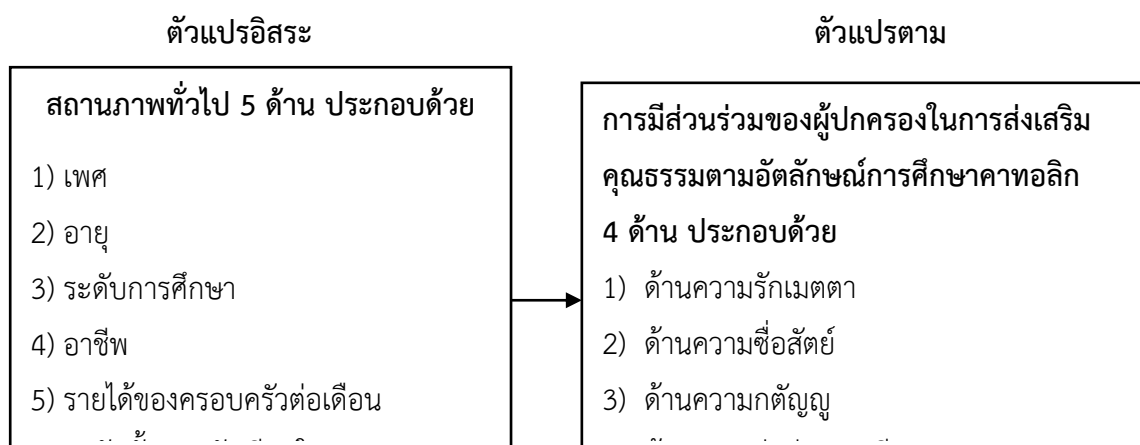 ตัวแปรอิสระ
ตัวแปรตาม
สถานภาพทั่วไป 5 ด้าน ประกอบด้วย
1) เพศ
2) อายุ
3) ระดับการศึกษา
4) อาชีพ
5) รายได้ของครอบครัวต่อเดือน
การมีส่วนร่วมของผู้ปกครองในการส่งเสริม
คุณธรรมตามอัตลักษณ์การศึกษาคาทอลิก
4 ด้าน ประกอบด้วย
1) ด้านความรักเมตตา
2) ด้านความซื่อสัตย์
3) ด้านความกตัญญู